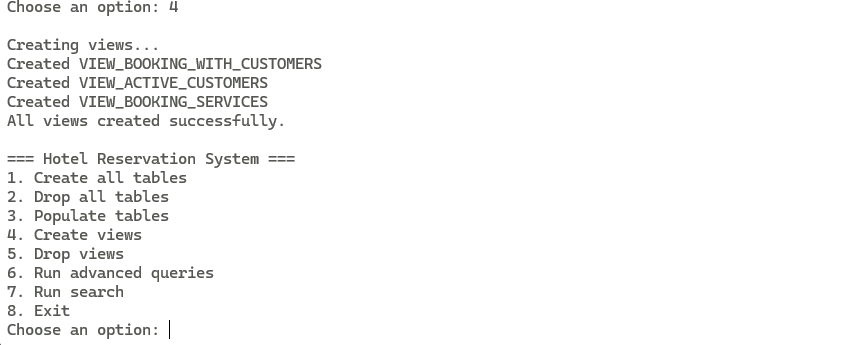 Choose an option: 4
Creating views...
Created VIEW_BOOKING_WITH_CUSTOMERS
Created VIEW_ACTIVE_CUSTOMERS
Created VIEW_BOOKING_SERVICES
All views created successfully.
=== Hotel Reservation System ===
1. Create all tables
2. Drop all tables
3. Populate tables
4. Create views
5. Drop views
6. Run advanced queries
7. Run search
8. Exit
Choose an option: